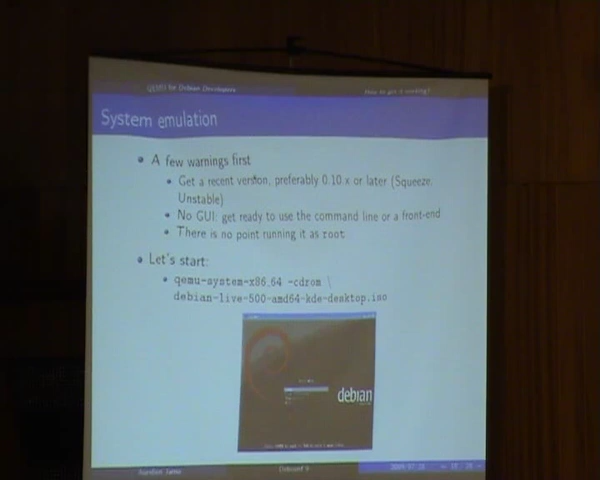 QEMU for Debian Developers
How to get it working?
System emulation
A few warnings first
Get a recent version, preferably 0.10.x or later (Squeeze,
Unstable)
No GUI: get ready to use the command line or a front-end
There is no point running it as root
Let's start:
qemu-system-x86_64 -cdrom \
debian-live-500-amd64-kde-desktop.iso
debian
Debconf 9